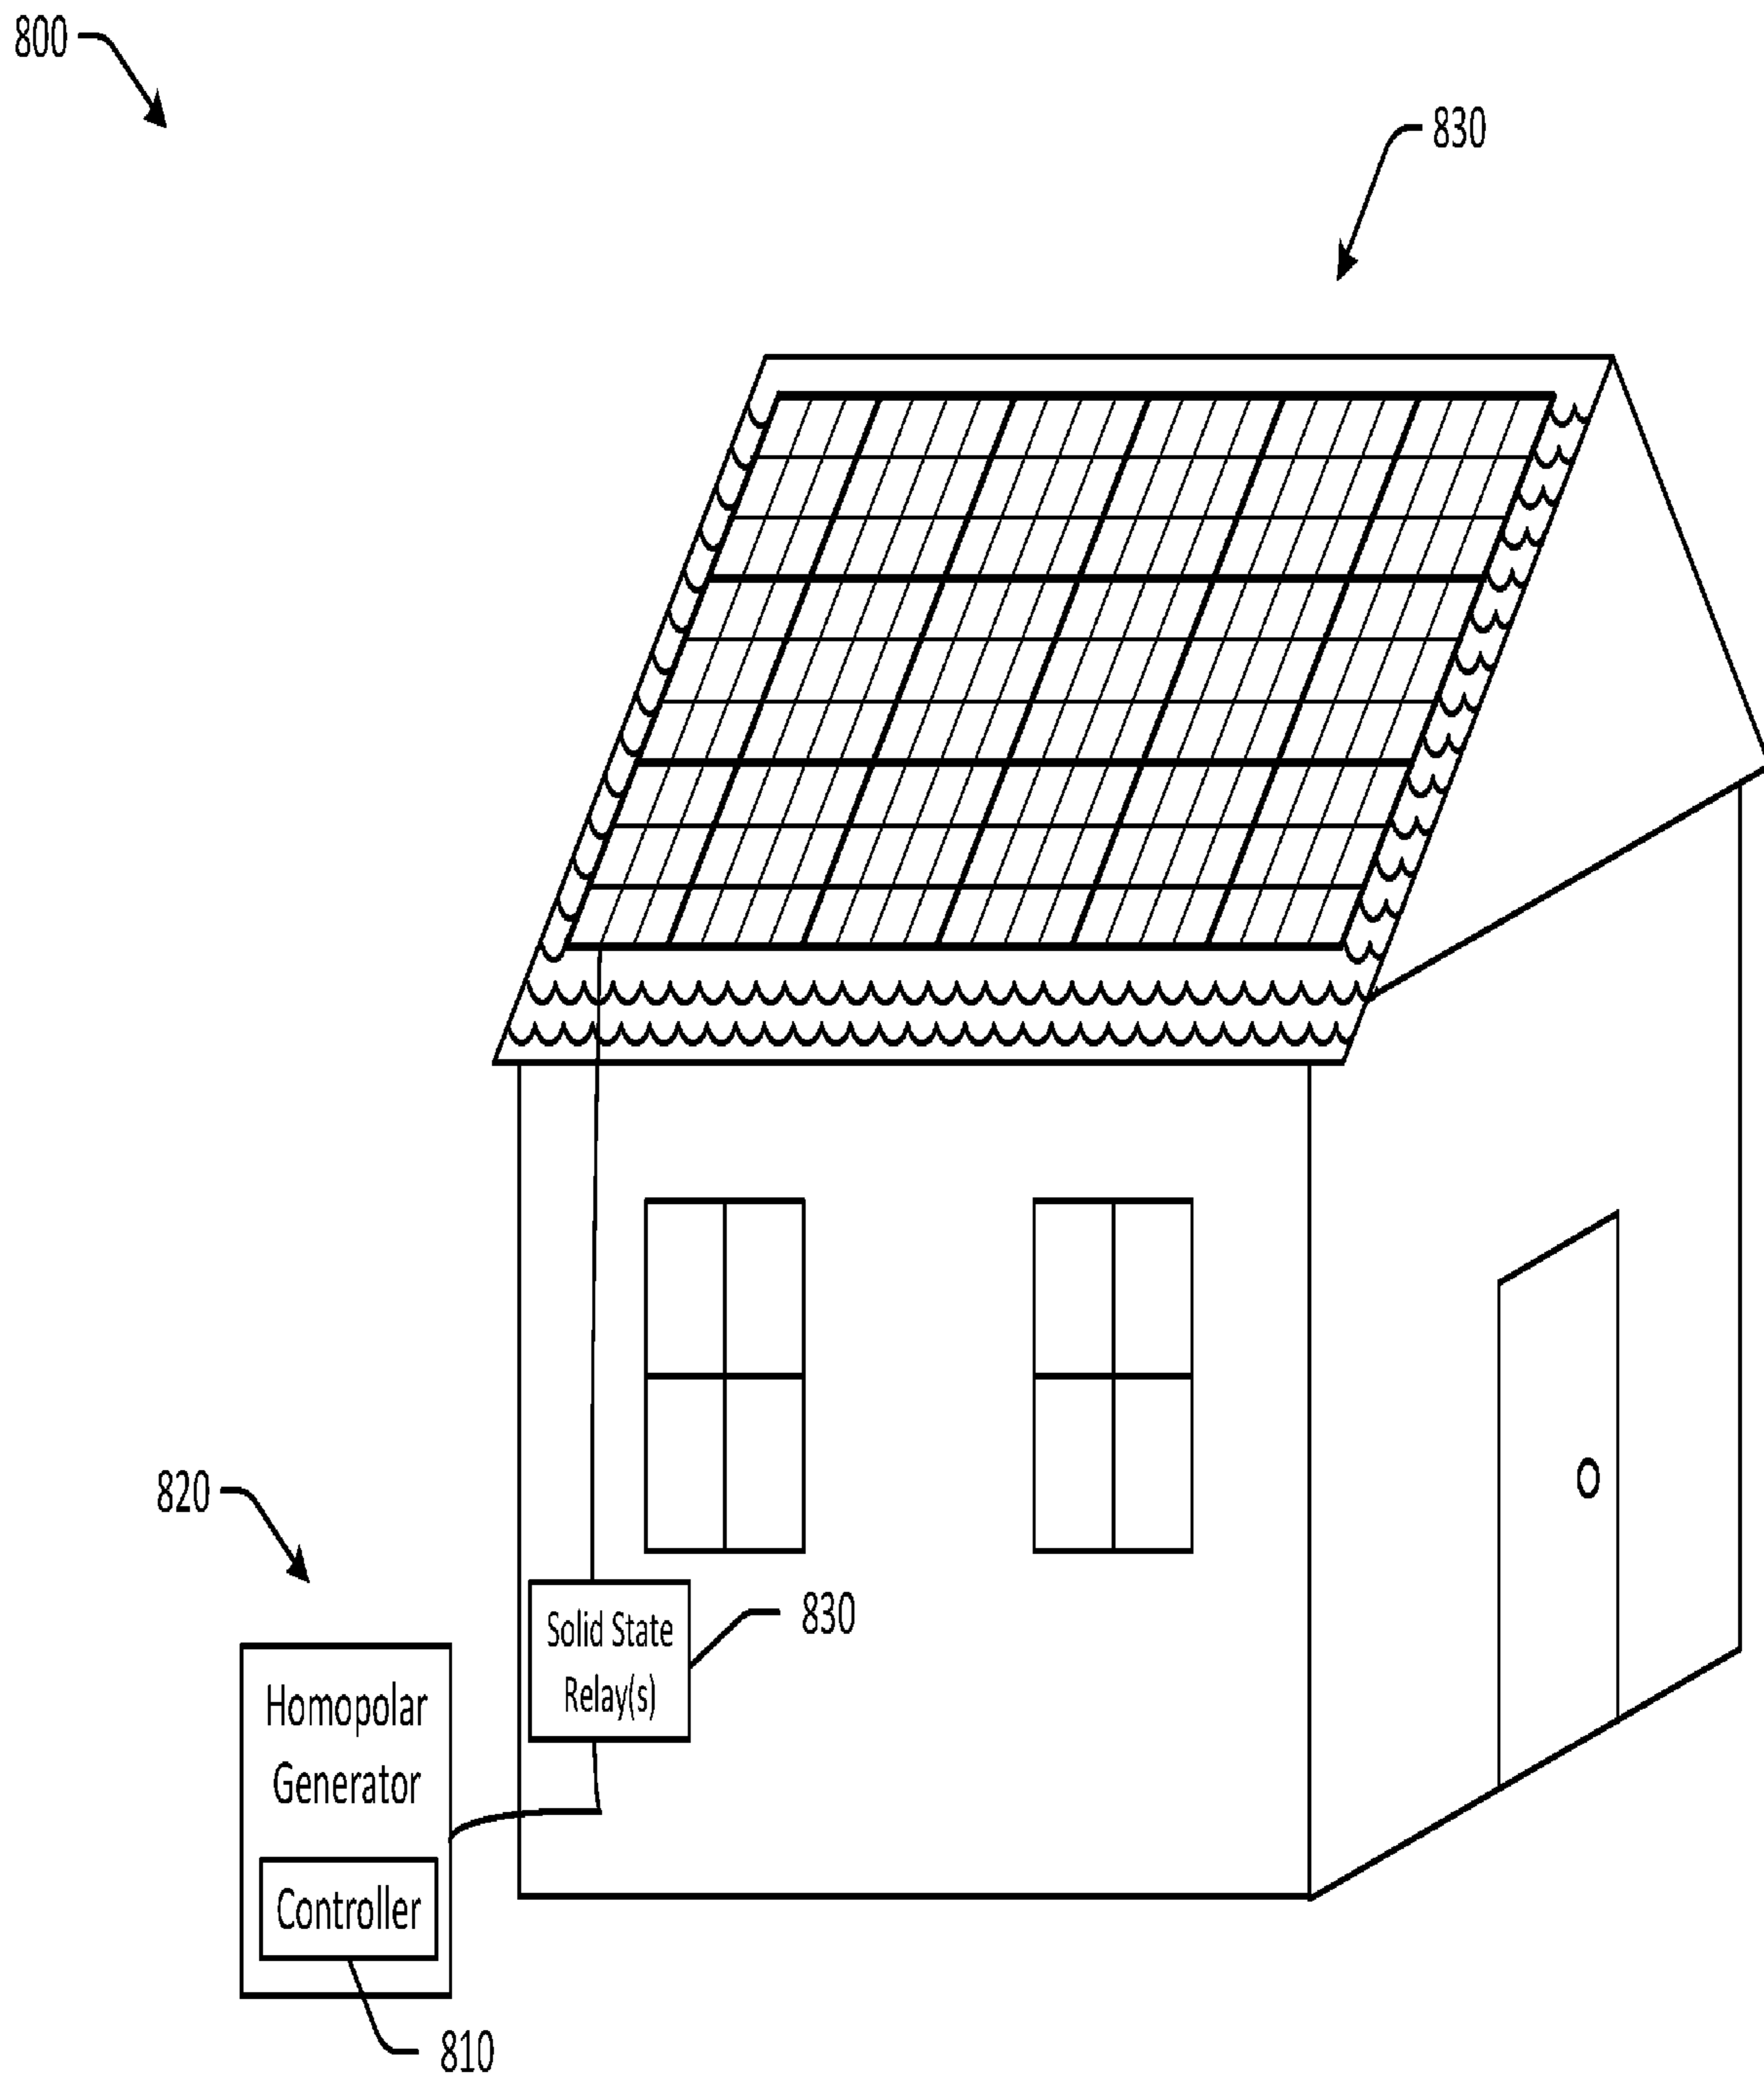 800
830
820
Solid State
Relay(s)
830
Homopolar
Generator
Controller
810